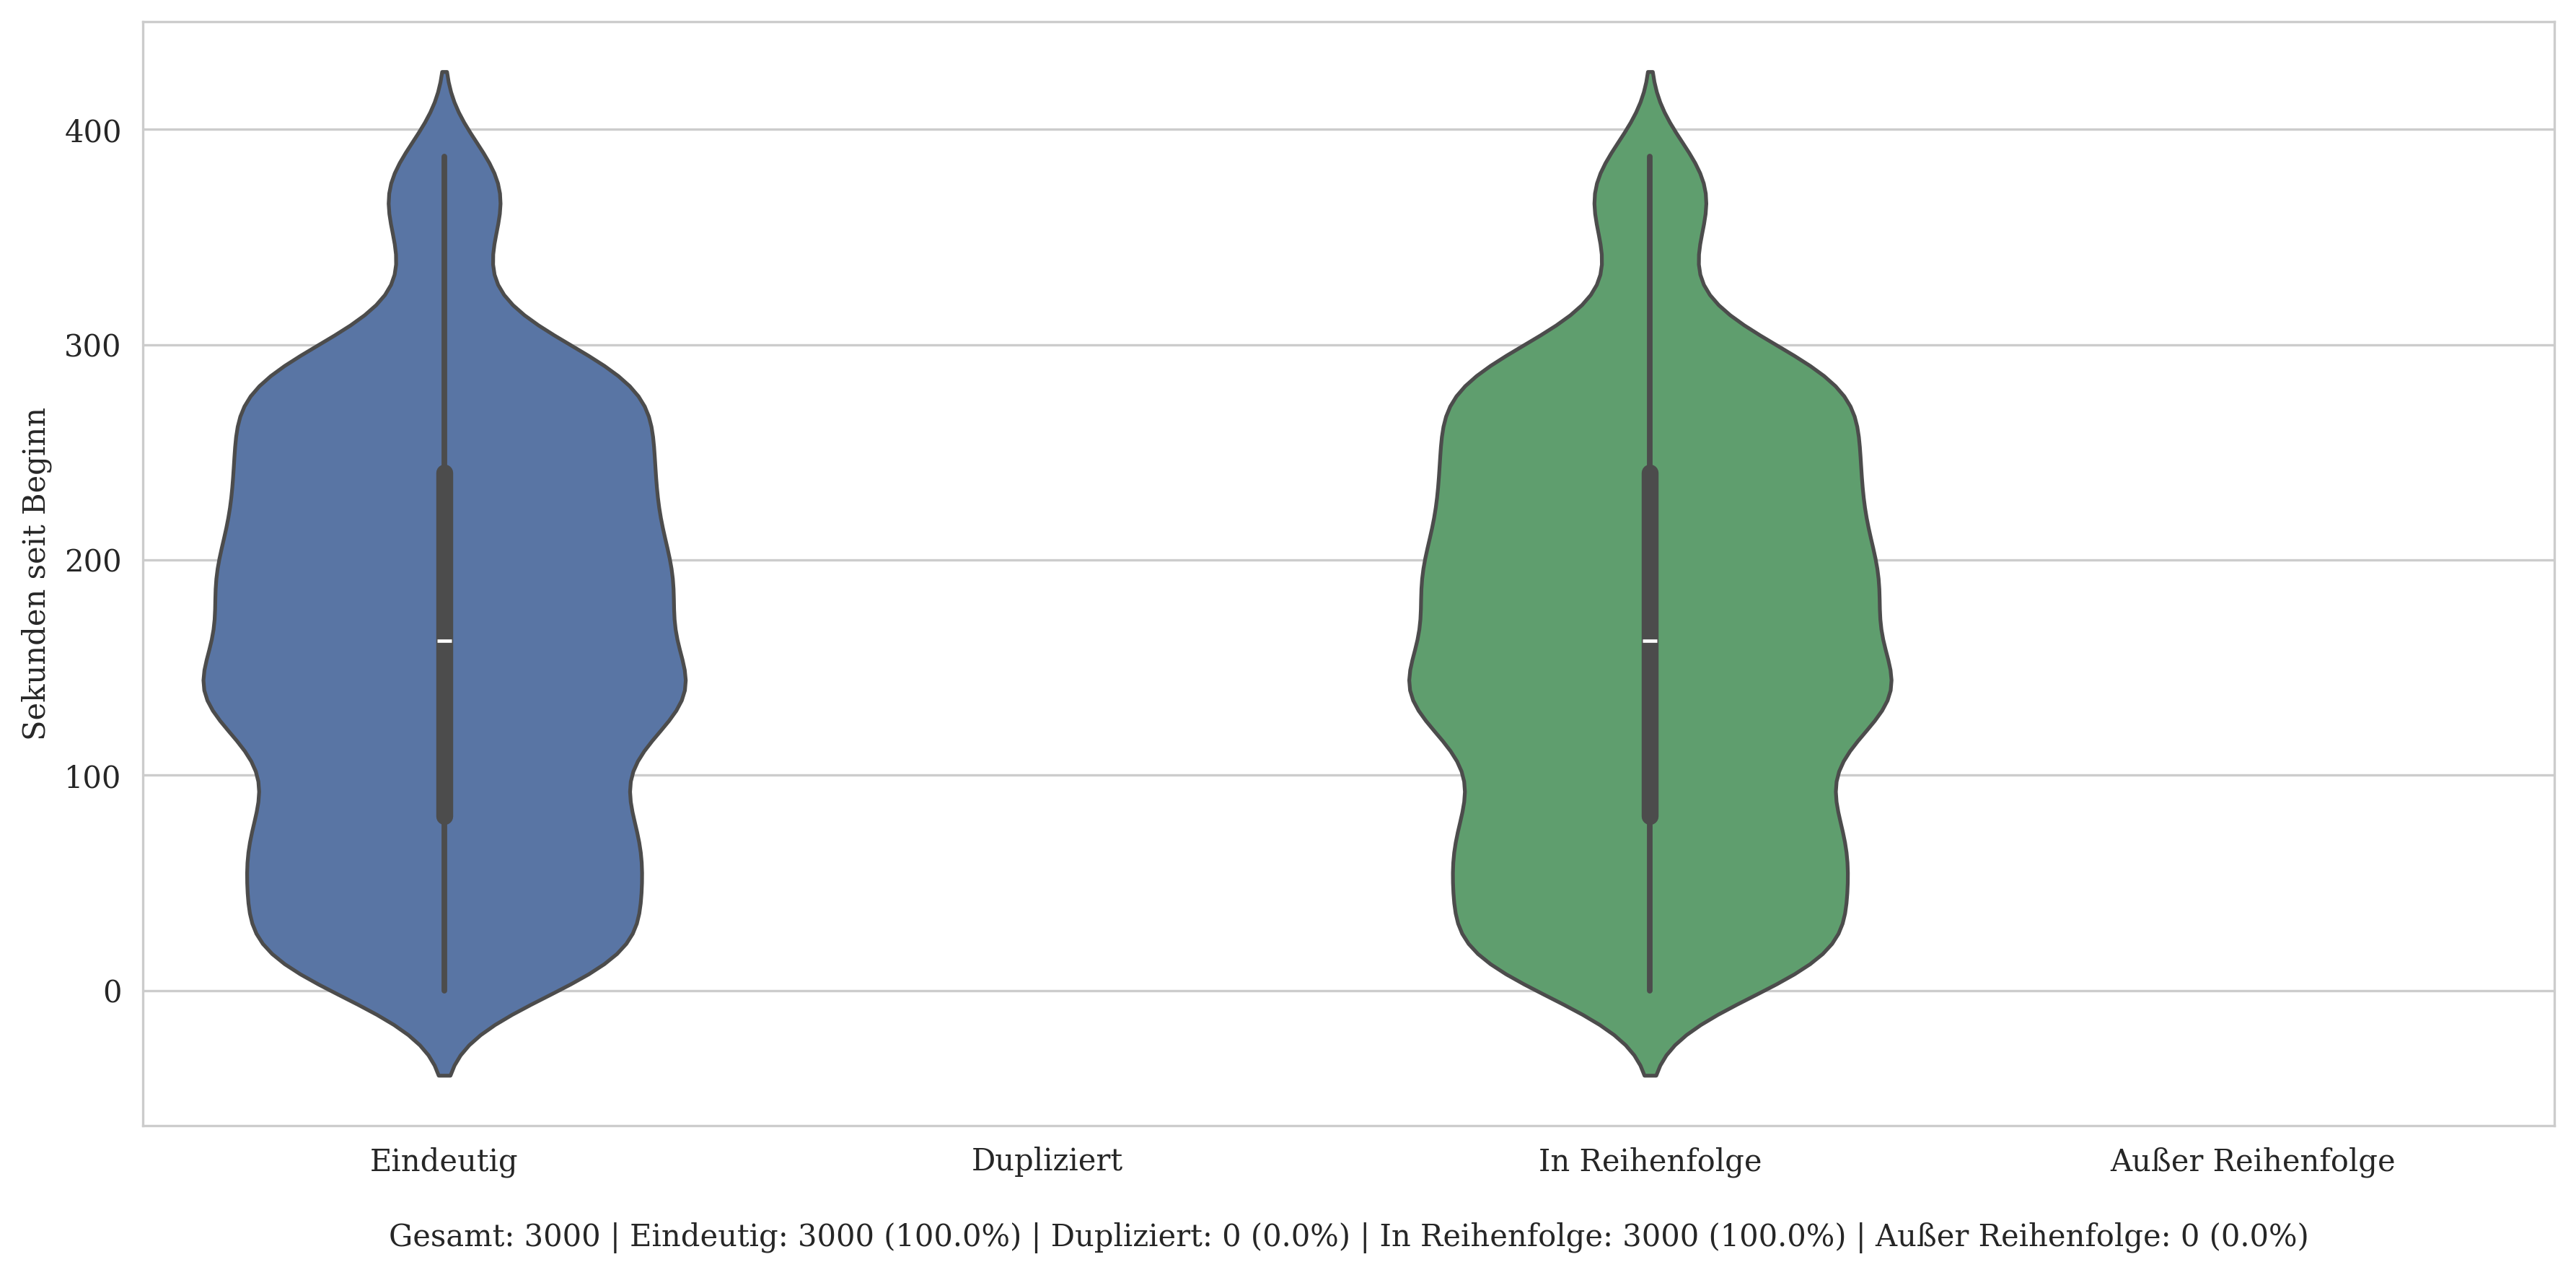 400
300
200
100
0
Sekunden seit Beginn
Eindeutig
Dupliziert
In Reihenfolge
Außer Reihenfolge
Gesamt: 3000 | Eindeutig: 3000 (100.0%) | Dupliziert: 0 (0.0%) | In Reihenfolge: 3000 (100.0%) | Außer Reihenfolge: 0 (0.0%)